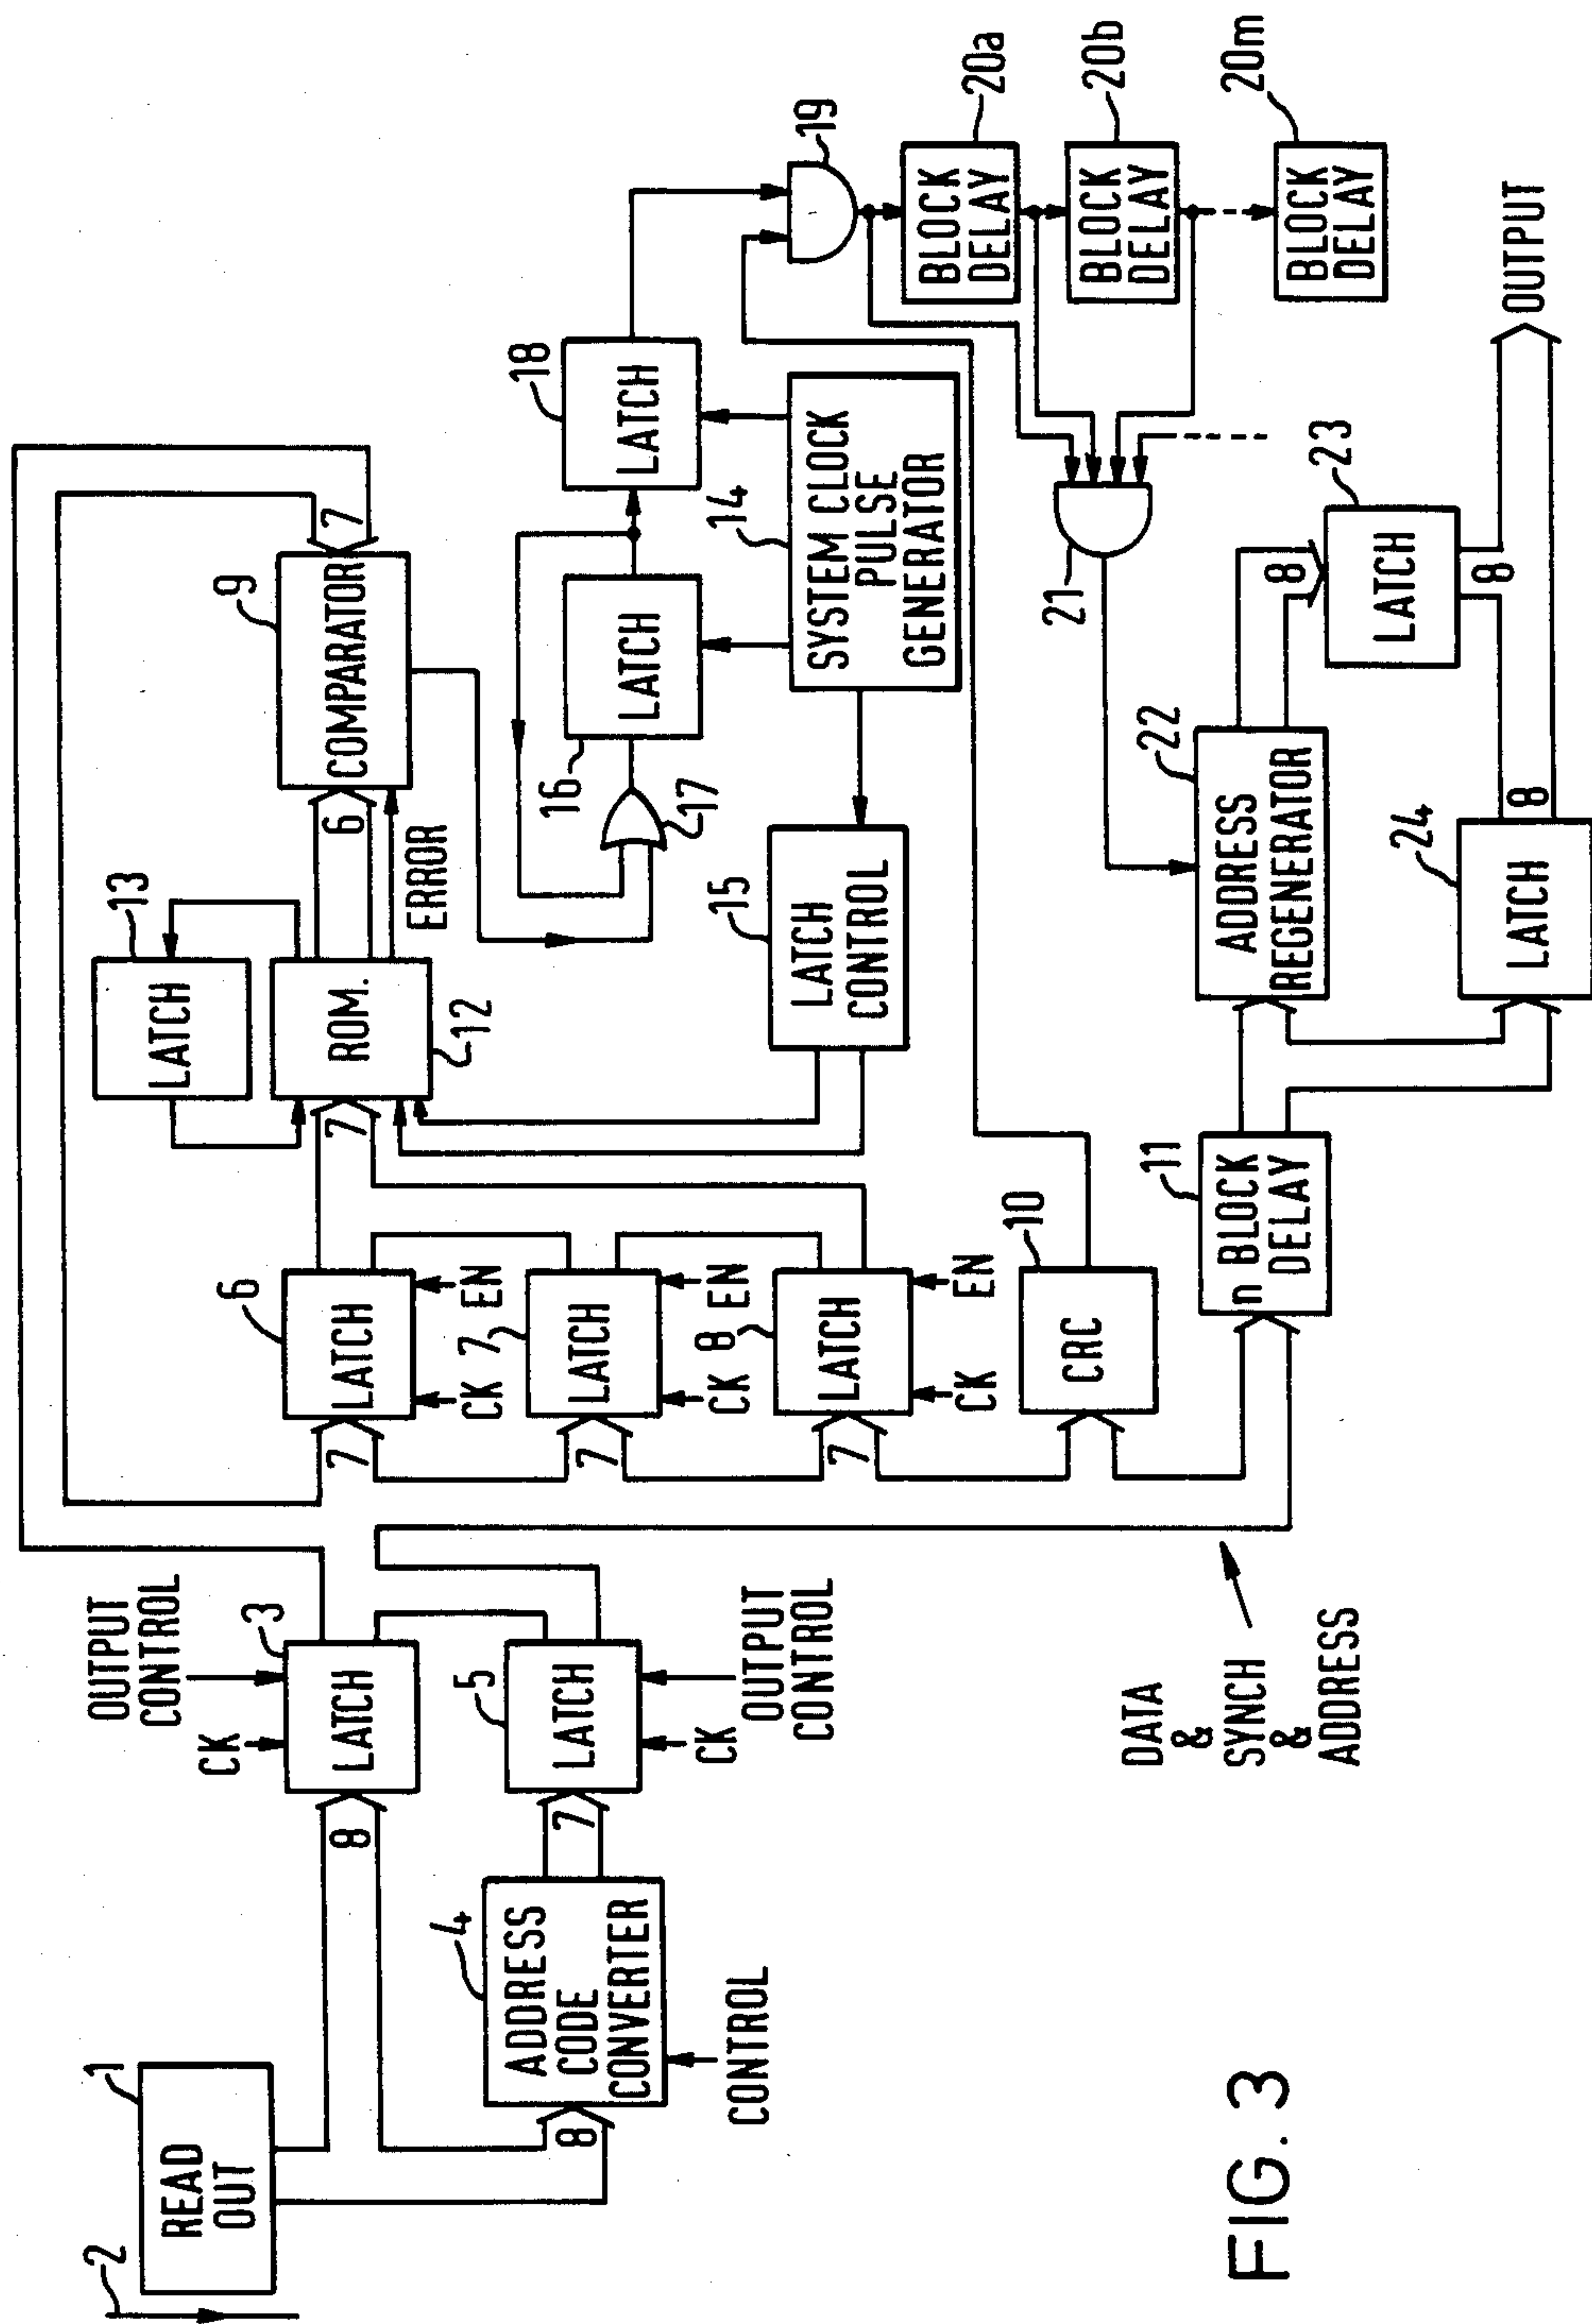 2
1
READ
OUT
8
8
4
ADDRESS
CODE
CONVERTER
CONTROL
7
OUTPUT
CONTROL
CK
3
LATCH
5
LATCH
CK
OUTPUT
CONTROL
DATA
&
SYNCH
&
ADDRESS
7
6
LATCH
CK
EN
7
7
LATCH
CK
EN
7
8
LATCH
CK
EN
10
CRC
11
n BLOCK
DELAY
13
LATCH
7
ROM.
12
6
ERROR
9
COMPARATOR
7
15
LATCH
CONTROL
16
LATCH
17
14
SYSTEM CLOCK
PULSE
GENERATOR
18
LATCH
19
BLOCK
DELAY
20a
BLOCK
DELAY
20b
BLOCK
DELAY
20m
21
22
ADDRESS
REGENERATOR
8
23
LATCH
8
24
LATCH
8
OUTPUT
FIG. 3